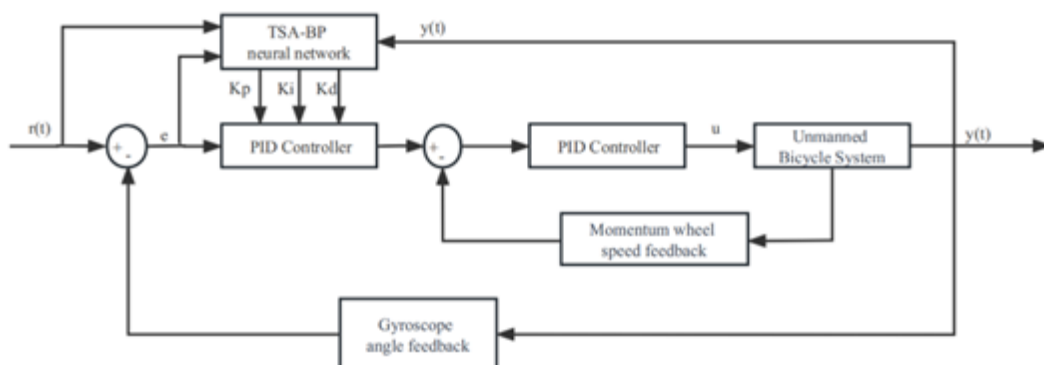 TSA-BP
neural network
y(t)
Kp Ki Kd
r(t)
+
-
e
PID Controller
+
-
PID Controller
u
Unmanned
Bicycle System
y(t)
Momentum wheel
speed feedback
Gyroscope
angle feedback